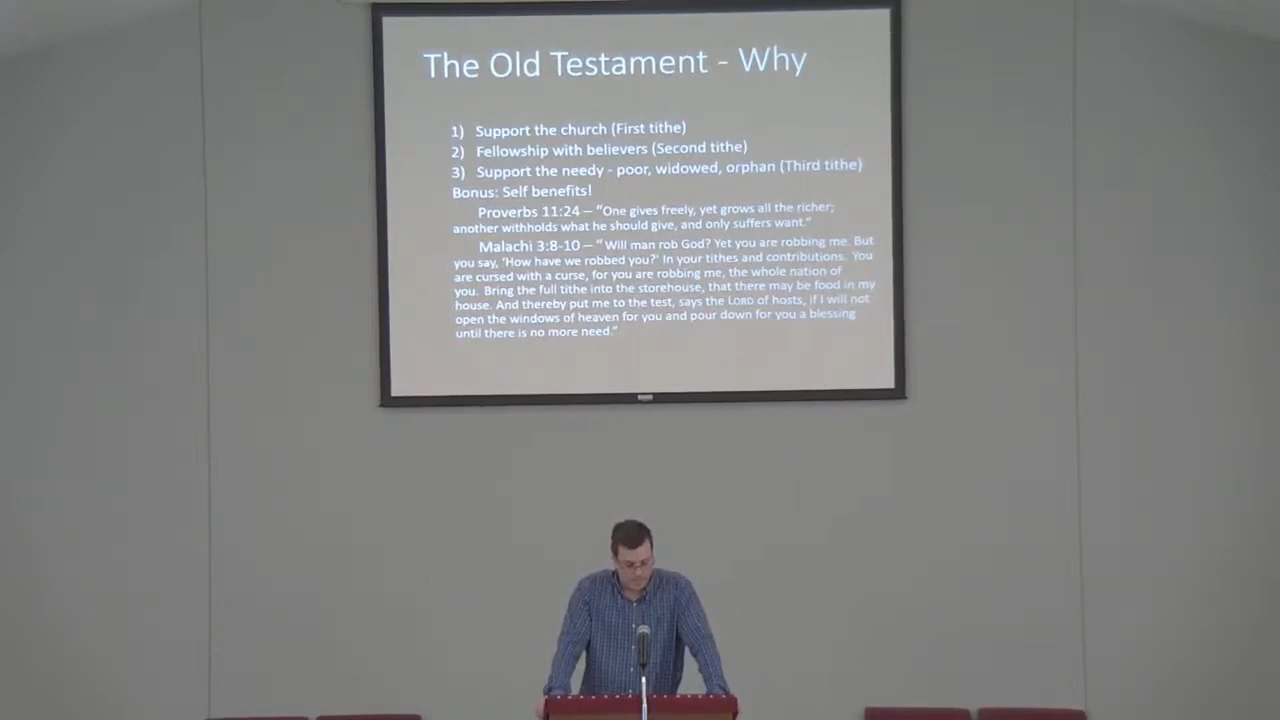 The Old Testament - Why
1) Support the church (First tithe)
2) Fellowship with believers (Second tithe)
3) Support the needy - poor, widowed, orphan (Third tithe)
Bonus: Self benefits!
Proverbs 11:24 – “One gives freely, yet grows all the richer;
another withholds what he should give, and only suffers want.”
Malachi 3:8-10 – “Will man rob God? Yet you are robbing me. But
you say, ‘How have we robbed you?’ In your tithes and contributions. You
are cursed with a curse, for you are robbing me, the whole nation of
you. Bring the full tithe into the storehouse, that there may be food in my
house. And thereby put me to the test, says the LORD of hosts, if I will not
open the windows of heaven for you and pour down for you a blessing
until there is no more need.”